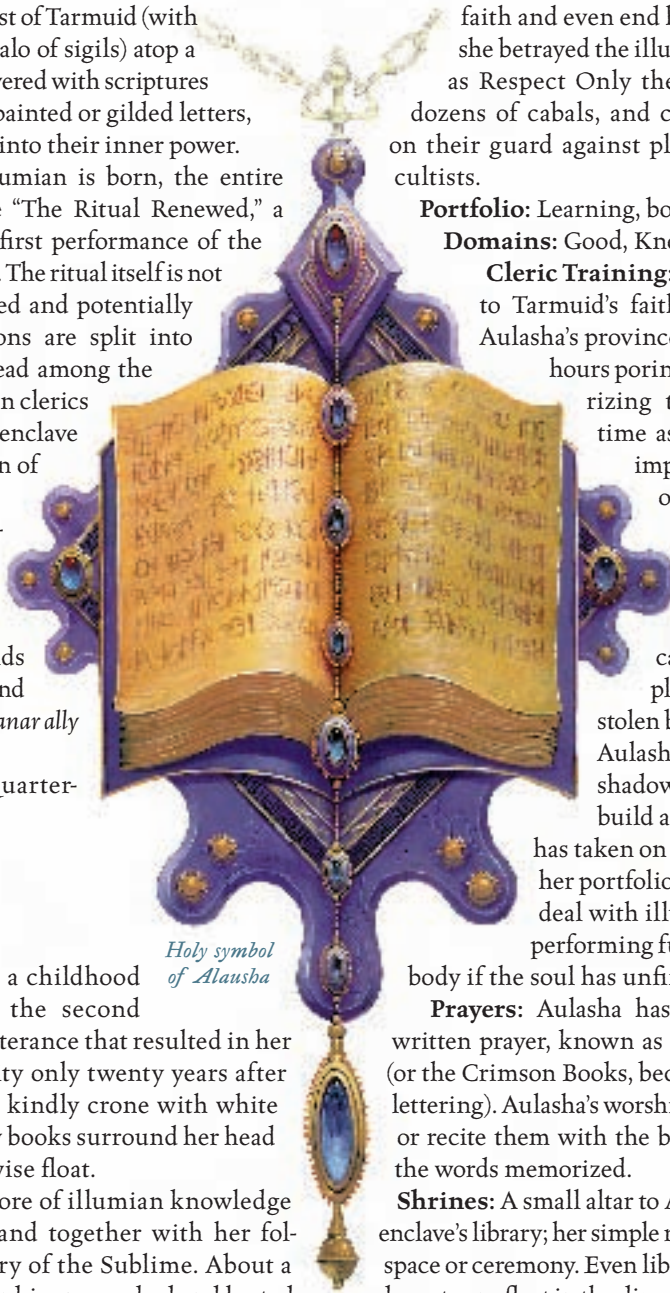 st of Tarmuid (with
alo of sigils) atop a
vered with scriptures
painted or gilded letters,
into their inner power.
umian is born, the entire
e “The Ritual Renewed,” a
first performance of the
. The ritual itself is not
ed and potentially
ons are split into
ead among the
n clerics
enclave
n of
-
ds
nd
anar ally
uarter-
a childhood
the second
terance that resulted in her
ty only twenty years after
kindly crone with white
y books surround her head
wise float.
ore of illumian knowledge
and together with her fol-
ry of the Sublime. About a
Holy symbol
of Alausha
faith and even end
she betrayed the illu
as Respect Only the
dozens of cabals, and c
on their guard against pl
cultists.
Portfolio: Learning, bo
Domains: Good, Kno
Cleric Training:
to Tarmuid's fait
Aulasha's province
hours porin
rizing t
time as
imp
o
ca
pl
stolen b
Aulash
shadow
build a
has taken on
her portfolio
deal with ill
performing fu
body if the soul has unfi
Prayers: Aulasha has
written prayer, known as
(or the Crimson Books, bec
lettering). Aulasha's worshi
or recite them with the b
the words memorized.
Shrines: A small altar to A
enclave's library; her simple r
space or ceremony. Even lib